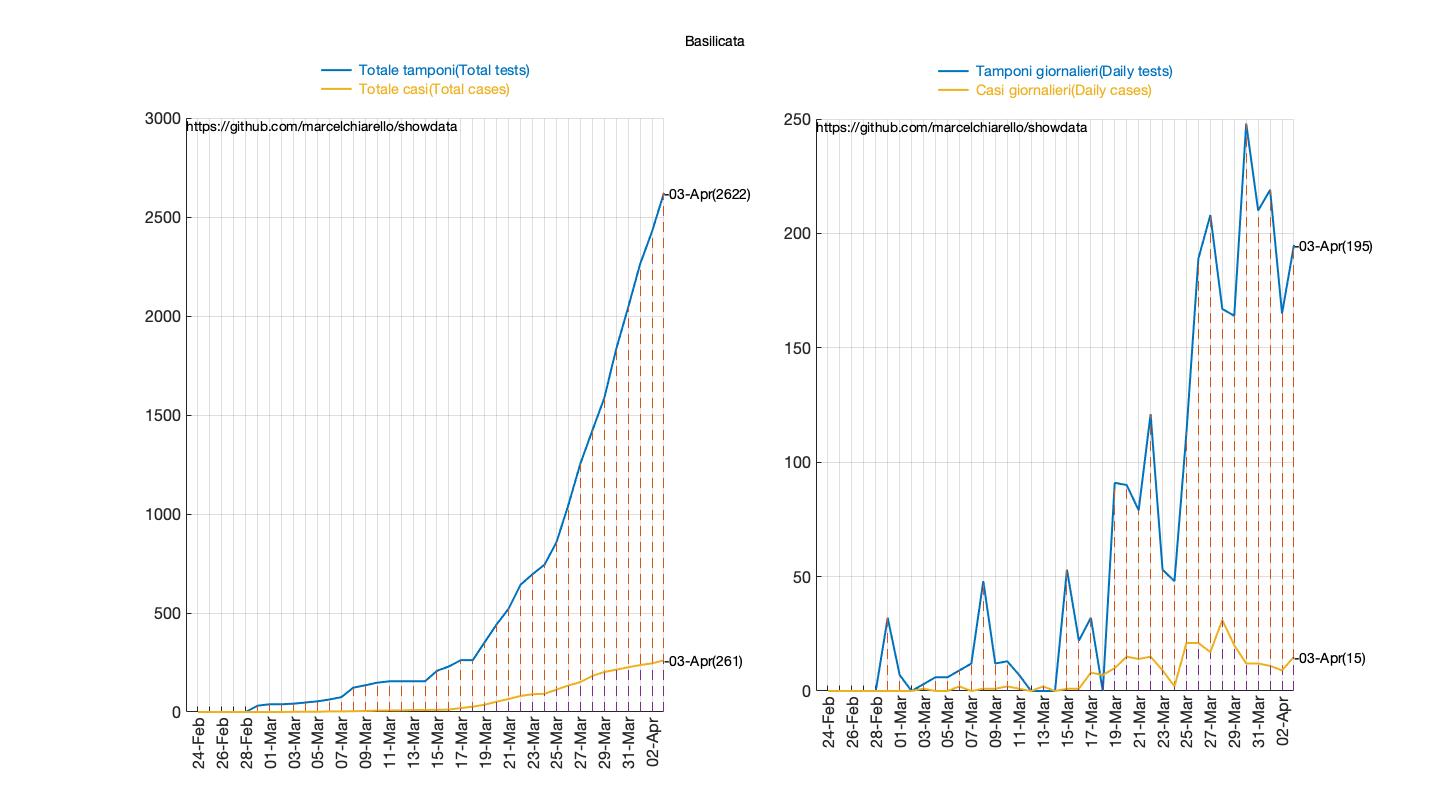 Basilicata
Totale tamponi(Total tests)
Totale casi(Total cases)
3000
https://github.com/marcelchiarello/showdata
2500
2000
1500
1000
500
0
-03-Apr(2622)
-03-Apr(261)
24-Feb
26-Feb
28-Feb
01-Mar
03-Mar
05-Mar
07-Mar
09-Mar
11-Mar
13-Mar
15-Mar
17-Mar
19-Mar
21-Mar
23-Mar
25-Mar
27-Mar
29-Mar
31-Mar
02-Apr
Tamponi giornalieri(Daily tests)
Casi giornalieri(Daily cases)
250
https://github.com/marcelchiarello/showdata
200
150
100
50
0
-03-Apr(195)
-03-Apr(15)
24-Feb
26-Feb
28-Feb
01-Mar
03-Mar
05-Mar
07-Mar
09-Mar
11-Mar
13-Mar
15-Mar
17-Mar
19-Mar
21-Mar
23-Mar
25-Mar
27-Mar
29-Mar
31-Mar
02-Apr